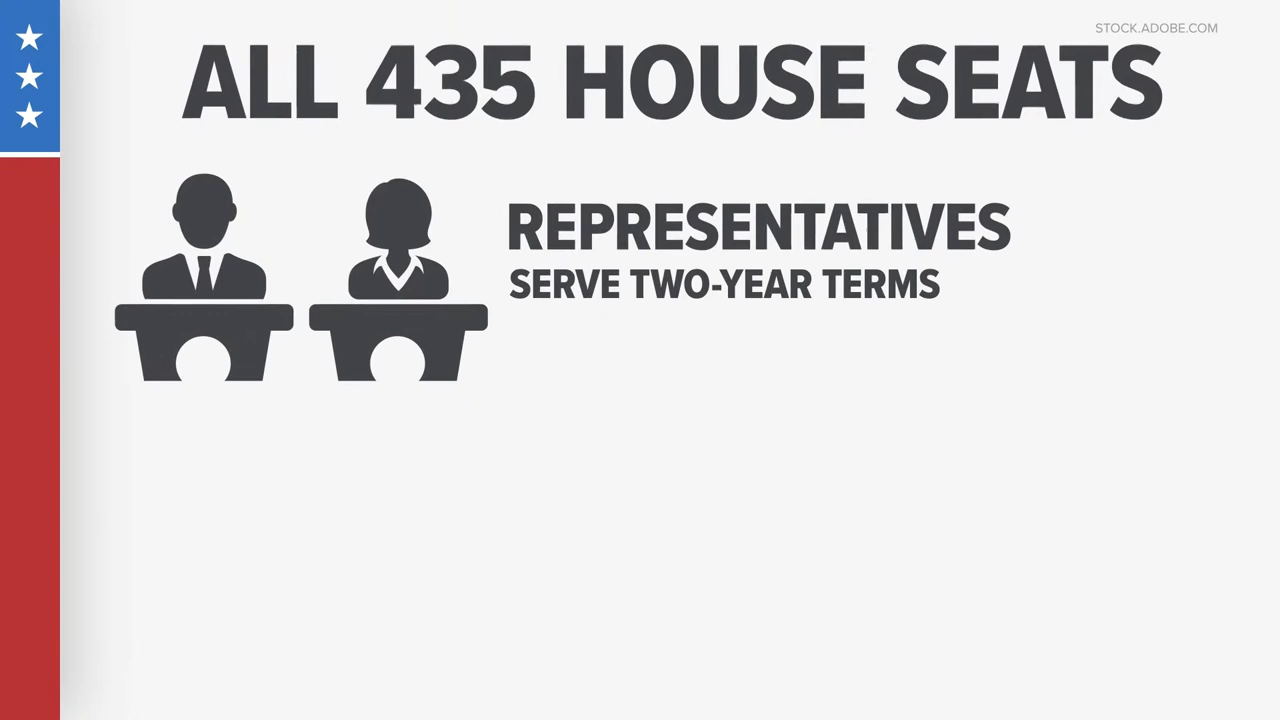 STOCK.ADOBE.COM
ALL 435 HOUSE SEATS
REPRESENTATIVES
SERVE TWO-YEAR TERMS